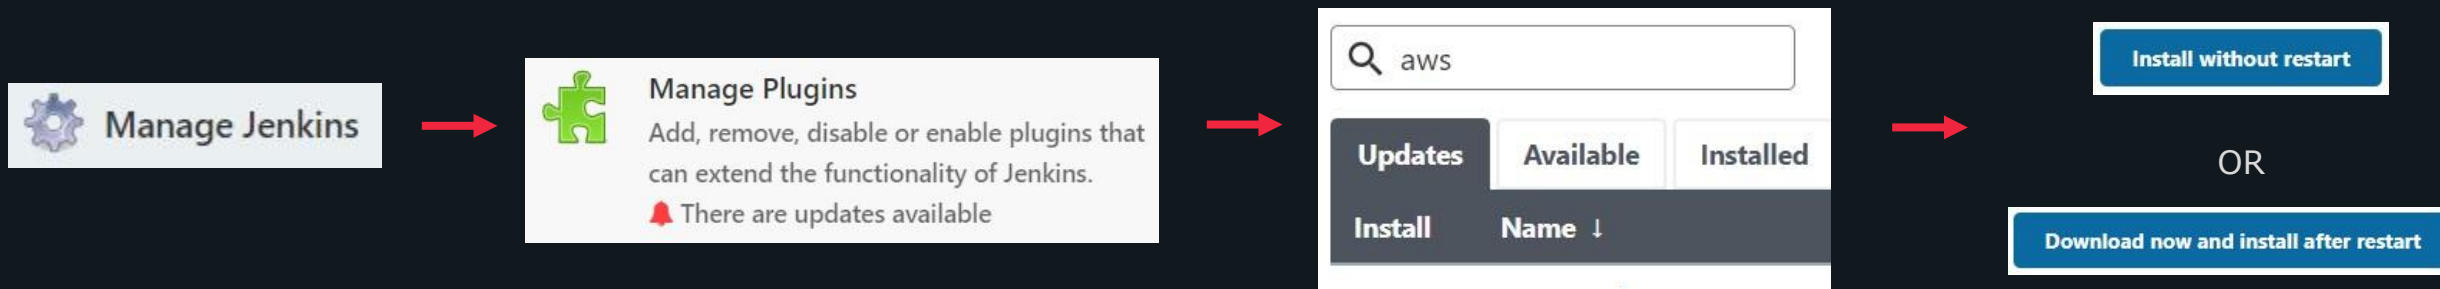 Manage Jenkins
Manage Plugins
Add, remove, disable or enable plugins that
can extend the functionality of Jenkins.
There are updates available
aws
Updates Available Installed
Install Name ↓
Install without restart
OR
Download now and install after restart